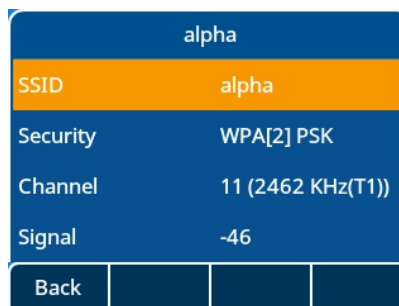 alpha
SSID alpha
Security WPA[2] PSK
Channel 11 (2462 KHz(T1))
Signal -46
Back